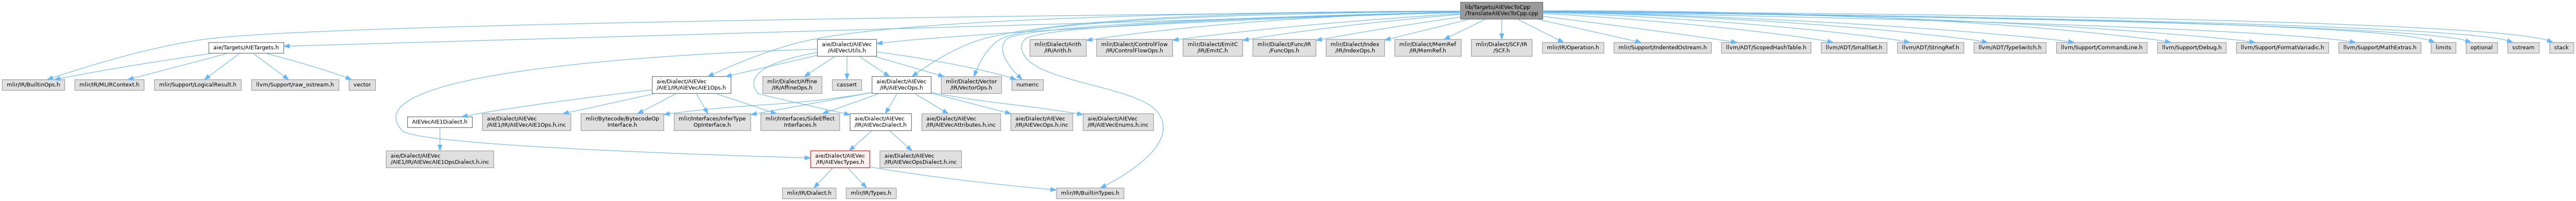 lib/Targets/AIEVecToCpp
/TranslateAIEVecToCpp.cpp
aie/Targets/AIETargets.h
aie/Dialect/AIEVec
/AIEVecUtils.h
mlir/Dialect/Arith
/IR/Arith.h
mlir/Dialect/ControlFlow
/IR/ControlFlowOps.h
mlir/Dialect/EmitC
/IR/EmitC.h
mlir/Dialect/Func/IR
/FuncOps.h
mlir/Dialect/Index
/IR/IndexOps.h
mlir/Dialect/MemRef
/IR/MemRef.h
mlir/Dialect/SCF/IR
/SCF.h
mlir/IR/Operation.h
mlir/Support/IndentedOstream.h
llvm/ADT/ScopedHashTable.h
llvm/ADT/SmallSet.h
llvm/ADT/StringRef.h
llvm/ADT/TypeSwitch.h
llvm/Support/CommandLine.h
llvm/Support/Debug.h
llvm/Support/FormatVariadic.h
llvm/Support/MathExtras.h
limits
optional
sstream
stack
mlir/IR/BuiltinOps.h
mlir/IR/MLIRContext.h
mlir/Support/LogicalResult.h
llvm/Support/raw_ostream.h
vector
aie/Dialect/AIEVec
/AIE1/IR/AIEVecAIE1Ops.h
mlir/Dialect/Affine
/IR/AffineOps.h
cassert
aie/Dialect/AIEVec
/IR/AIEVecOps.h
mlir/Dialect/Vector
/IR/VectorOps.h
numeric
AIEVecAIE1Dialect.h
aie/Dialect/AIEVec
/AIE1/IR/AIEVecAIE1Ops.h.inc
mlir/Bytecode/BytecodeOp
Interface.h
mlir/Interfaces/InferType
OpInterface.h
mlir/Interfaces/SideEffect
Interfaces.h
aie/Dialect/AIEVec
/IR/AIEVecDialect.h
aie/Dialect/AIEVec
/IR/AIEVecAttributes.h.inc
aie/Dialect/AIEVec
/IR/AIEVecOps.h.inc
aie/Dialect/AIEVec
/IR/AIEVecEnums.h.inc
aie/Dialect/AIEVec
/AIE1/IR/AIEVecAIE1OpsDialect.h.inc
aie/Dialect/AIEVec
/IR/AIEVecTypes.h
aie/Dialect/AIEVec
/IR/AIEVecOpsDialect.h.inc
mlir/IR/Dialect.h
mlir/IR/Types.h
mlir/IR/BuiltinTypes.h